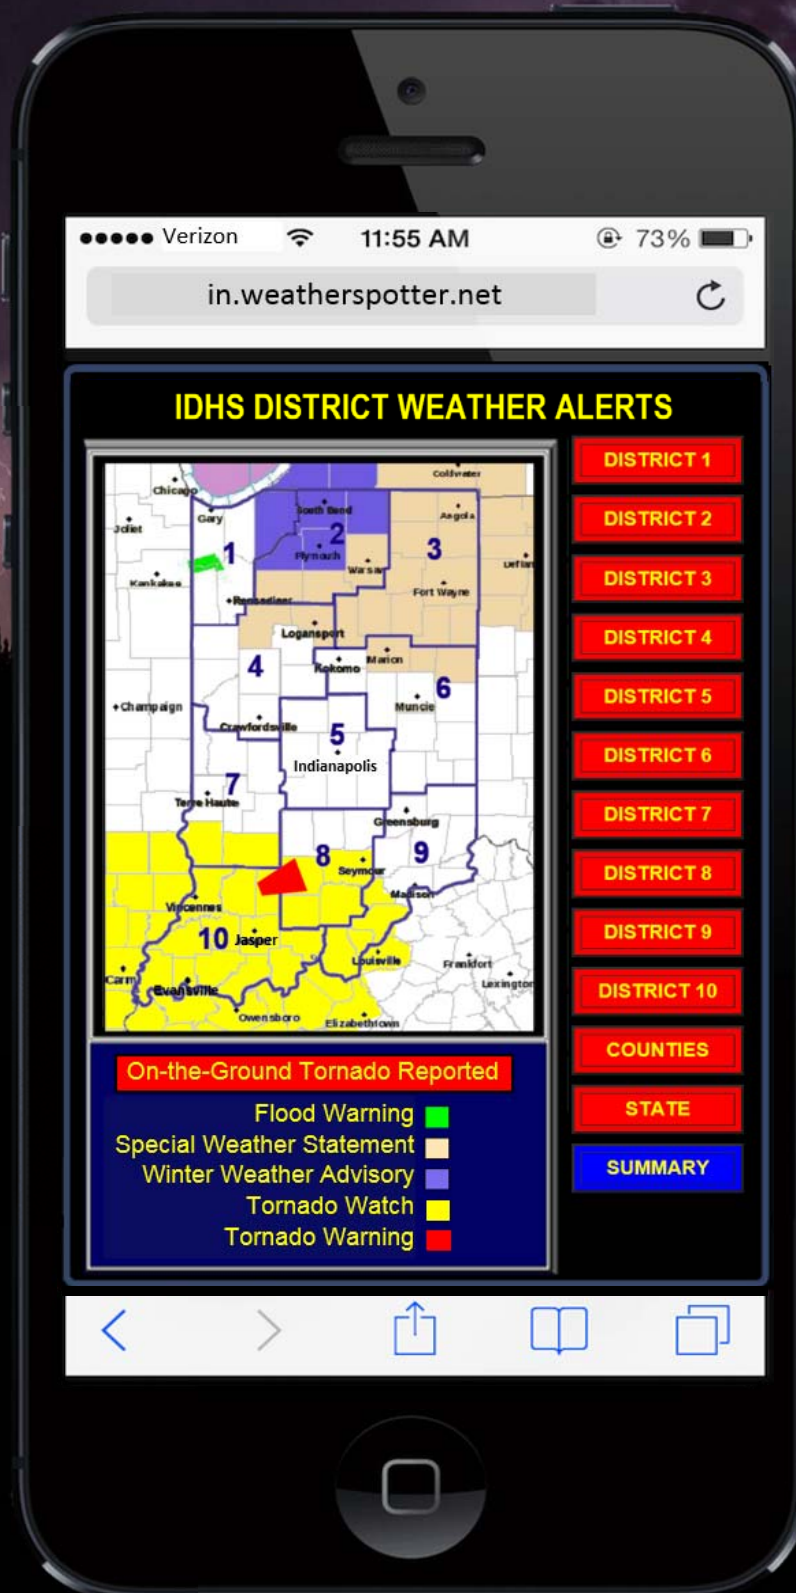 Verizon 11:55 AM 73%
in.weatherspotter.net
IDHS DISTRICT WEATHER ALERTS
DISTRICT 1
DISTRICT 2
DISTRICT 3
DISTRICT 4
DISTRICT 5
DISTRICT 6
DISTRICT 7
DISTRICT 8
DISTRICT 9
DISTRICT 10
COUNTIES
STATE
SUMMARY
Coldwater
Chicago
South Bend
Gary
Angola
Joliet
2
1
3
Plymouth
Warsaw
Kankakee
Fort Wayne
Rensselaer
Logansport
Marion
4
Kokomo
6
Champaign
Muncie
Crawfordsville
5
Indianapolis
7
Terre Haute
Greensburg
8
9
Seymour
Madison
Vincennes
10 Jasper
Louisville
Frankfort
Carm
Evansville
Lexington
Owensboro
Elizabethtown
On-the-Ground Tornado Reported
Flood Warning
Special Weather Statement
Winter Weather Advisory
Tornado Watch
Tornado Warning